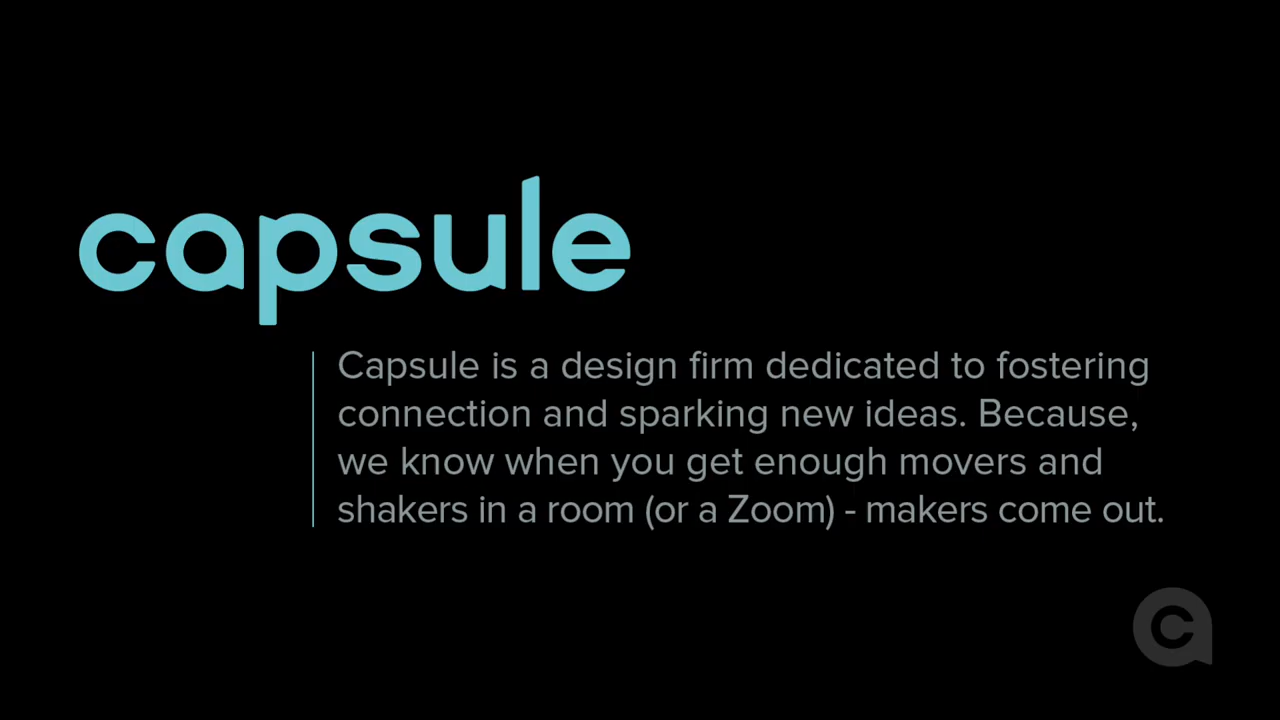 capsule
Capsule is a design firm dedicated to fostering
connection and sparking new ideas. Because,
we know when you get enough movers and
shakers in a room (or a Zoom) - makers come out.
c